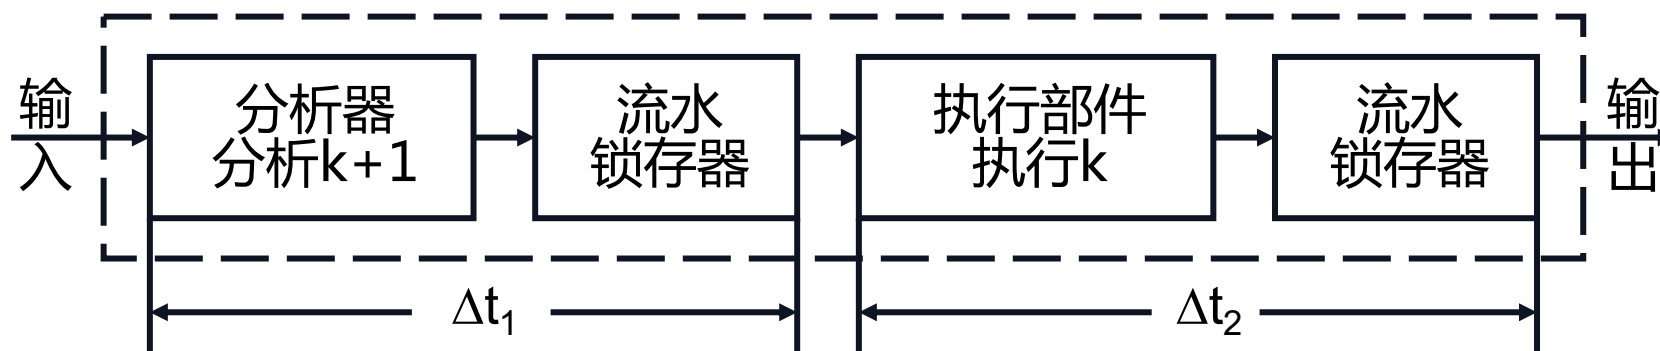 输入
分析器
分析k+1
流水
锁存器
执行部件
执行k
流水
锁存器
输出
Δt₁
Δt₂